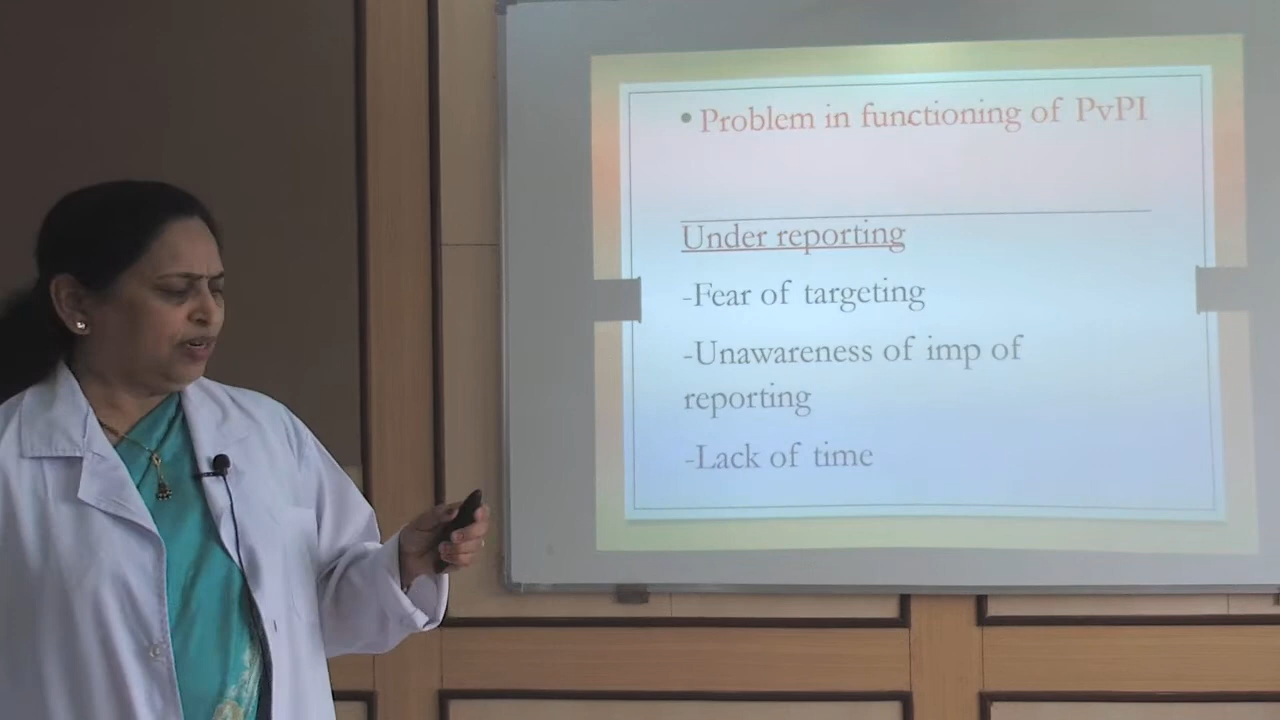 • Problem in functioning of PvPI
Under reporting
-Fear of targeting
-Unawareness of imp of
reporting
-Lack of time